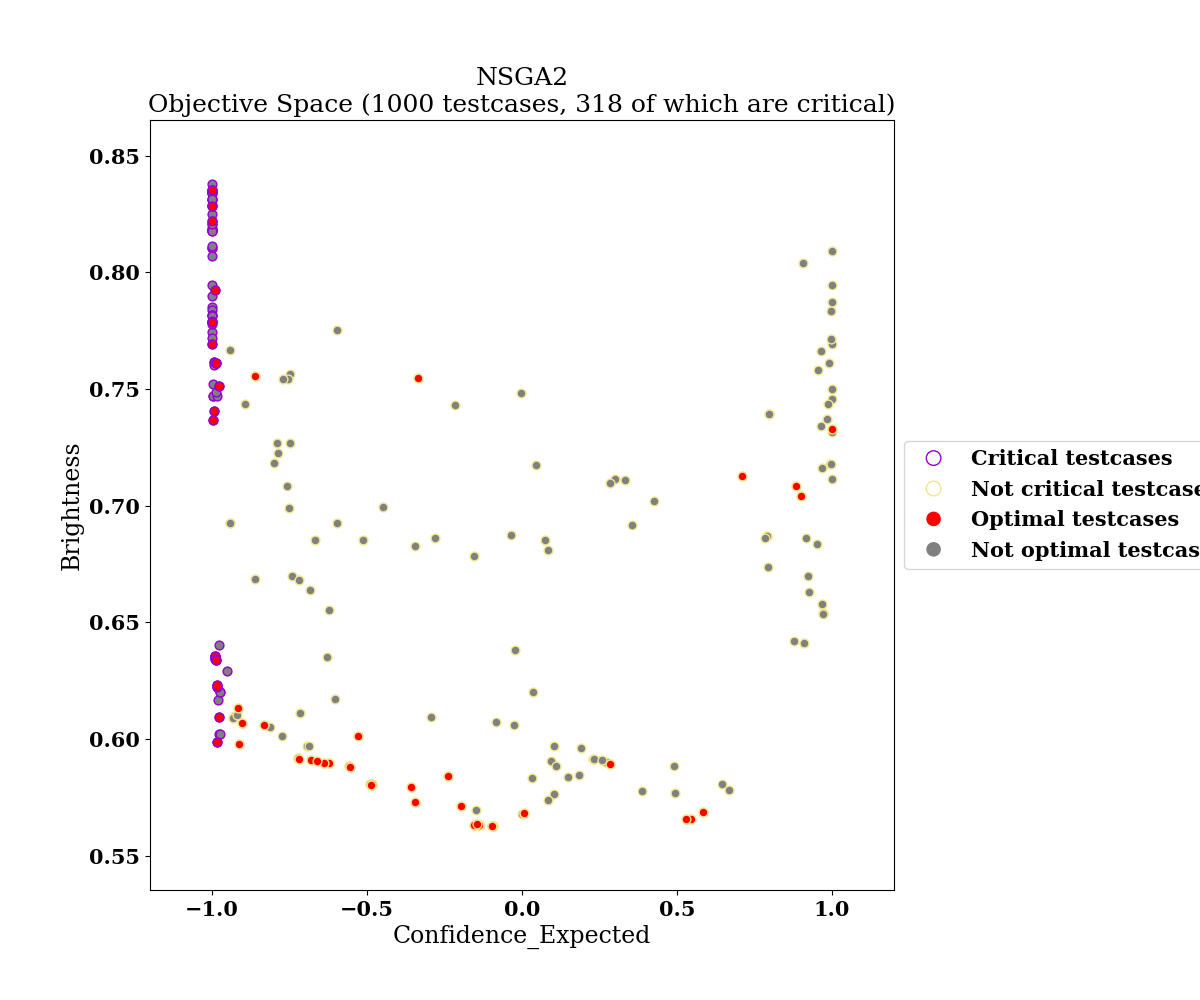 NSGA2
Objective Space (1000 testcases, 318 of which are critical)
0.85
0.80
0.75
0.70
0.65
0.60
0.55
Brightness
−1.0
−0.5
0.0
0.5
1.0
Confidence_Expected
Critical testcases
Not critical testcase
Optimal testcases
Not optimal testcas